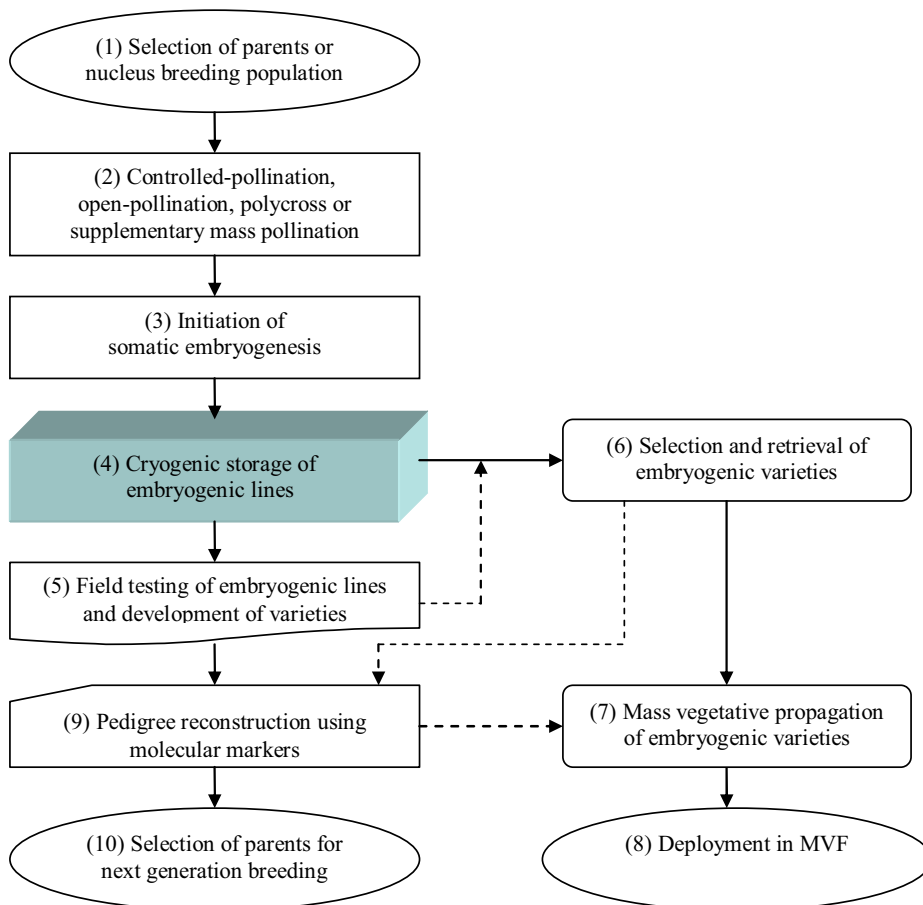 (1) Selection of parents or
nucleus breeding population
(2) Controlled-pollination,
open-pollination, polycross or
supplementary mass pollination
(3) Initiation of
somatic embryogenesis
(4) Cryogenic storage of
embryogenic lines
(6) Selection and retrieval of
embryogenic varieties
(5) Field testing of embryogenic lines
and development of varieties
(9) Pedigree reconstruction using
molecular markers
(7) Mass vegetative propagation
of embryogenic varieties
(10) Selection of parents for
next generation breeding
(8) Deployment in MVF